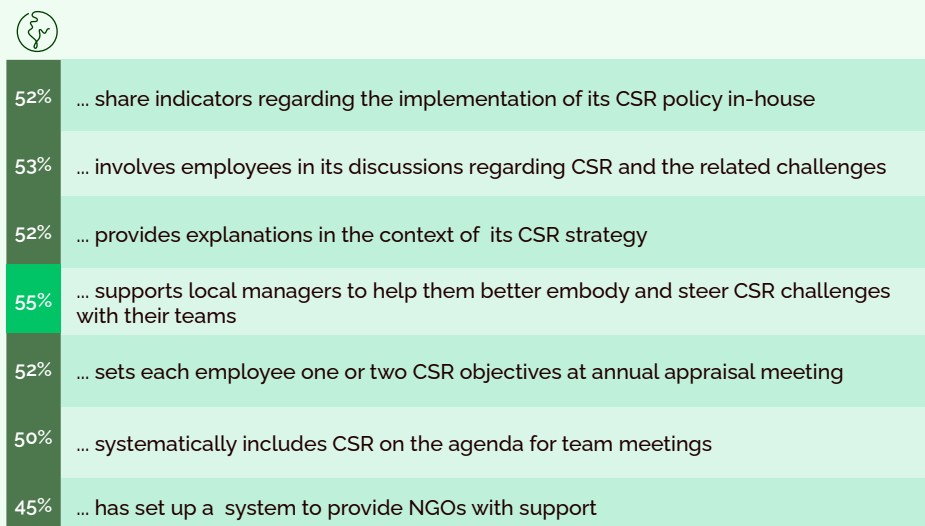 52% ... share indicators regarding the implementation of its CSR policy in-house
53% ... involves employees in its discussions regarding CSR and the related challenges
52% ... provides explanations in the context of its CSR strategy
55% ... supports local managers to help them better embody and steer CSR challenges
with their teams
52% ... sets each employee one or two CSR objectives at annual appraisal meeting
50% ... systematically includes CSR on the agenda for team meetings
45% ... has set up a system to provide NGOs with support